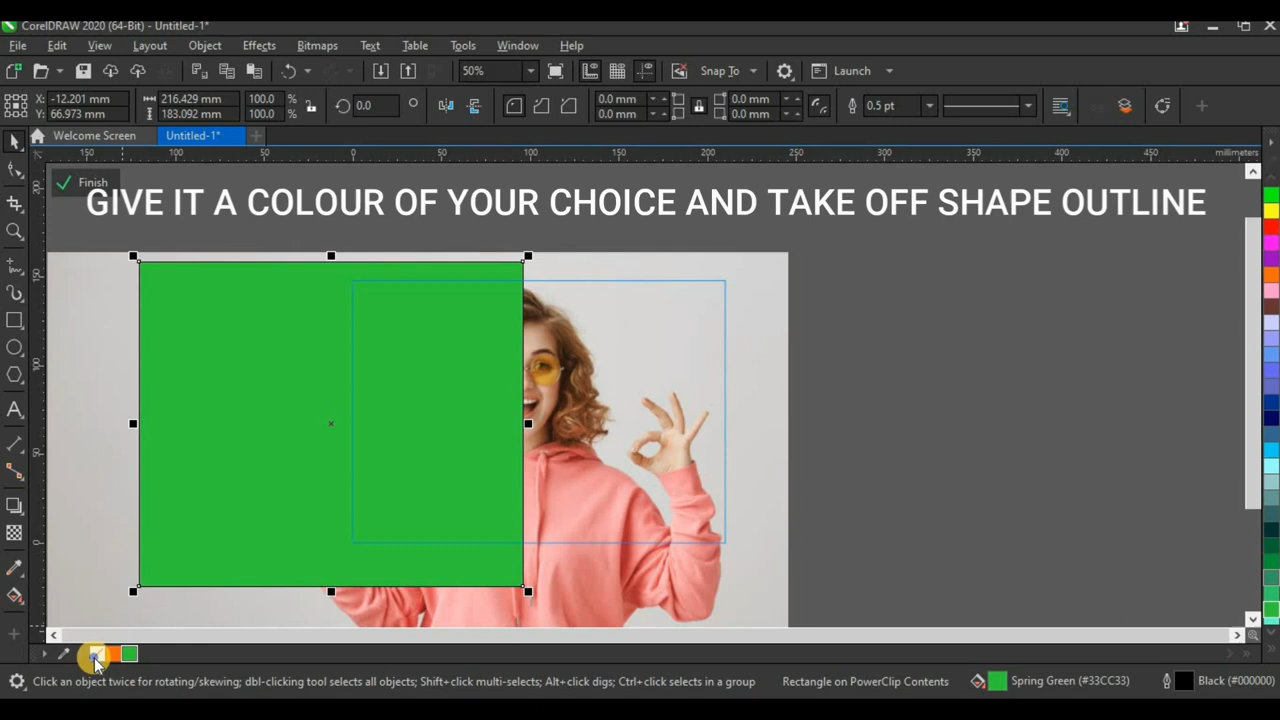 CorelDRAW 2020 (64-Bit) - Untitled-1*
File Edit View Layout Object Effects Bitmaps Text Table Tools Window Help
50% Snap To Launch
X: -12.201 mm 216.429 mm 100.0 % 0.0 0.0 mm 0.0 mm 0.5 pt
Y: 66.973 mm 183.092 mm 100.0 % 0.0 mm 0.0 mm
Welcome Screen Untitled-1*
150 100 50 0 50 100 150 200 250 300 350 400 450 millimeters
Finish
GIVE IT A COLOUR OF YOUR CHOICE AND TAKE OFF SHAPE OUTLINE
200
150
100
50
0
Click an object twice for rotating/skewing; dbl-clicking tool selects all objects; Shift+click multi-selects; Alt+click digs; Ctrl+click selects in a group Rectangle on PowerClip Contents Spring Green (#33CC33) Black (#000000)